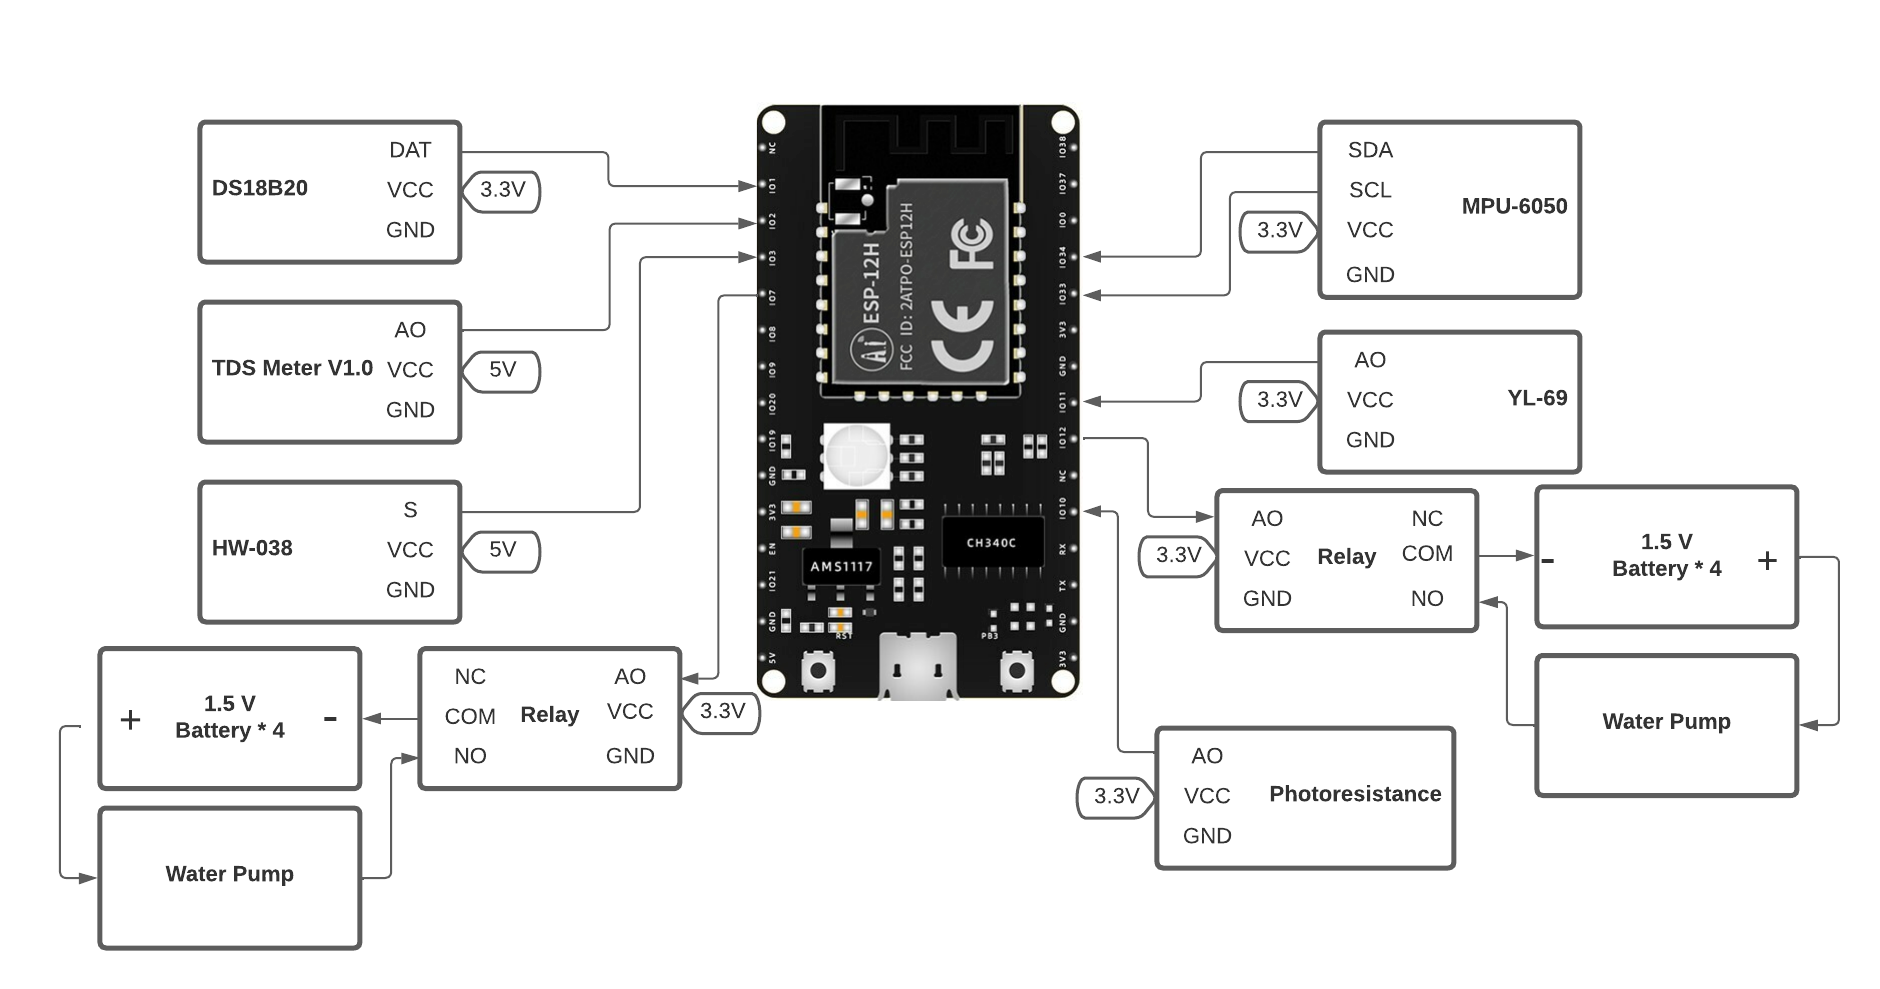 DS18B20
DAT
VCC
GND
3.3V
TDS Meter V1.0
AO
VCC
GND
5V
HW-038
S
VCC
GND
5V
+
1.5 V
Battery * 4
-
Water Pump
NC
COM
NO
Relay
AO
VCC
GND
3.3V
NC
IO1
IO2
IO3
IO7
IO8
IO9
IO20
IO19
GND
3V3
EN
IO21
GND
5V
Ai
ESP-12H
FCC ID: 2ATPO-ESP12H
FC
CE
AMS1117
CH340C
RST
PB3
IO38
IO37
IO0
IO34
IO33
3V3
GND
IO11
IO12
NC
IO10
RX
TX
GND
3V3
SDA
SCL
VCC
GND
3.3V
MPU-6050
AO
VCC
GND
3.3V
YL-69
AO
VCC
GND
3.3V
Relay
NC
COM
NO
-
1.5 V
Battery * 4
+
Water Pump
AO
VCC
GND
3.3V
Photoresistance